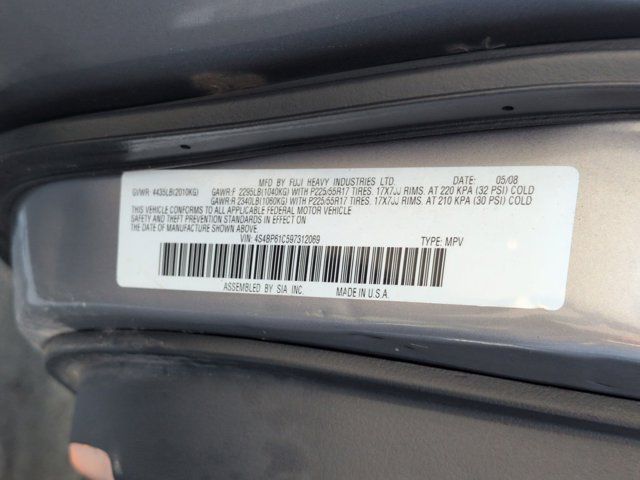 MFD BY FUJI HEAVY INDUSTRIES LTD. DATE: 05/08
GVWR: 4435LB(2010KG) GAWR:F 2295LB(1040KG) WITH P225/55R17 TIRES. 17X7JJ RIMS. AT 220 KPA (32 PSI) COLD
GAWR:R 2340LB(1060KG) WITH P225/55R17 TIRES. 17X7JJ RIMS. AT 210 KPA (30 PSI) COLD
THIS VEHICLE CONFORMS TO ALL APPLICABLE FEDERAL MOTOR VEHICLE
SAFETY AND THEFT PREVENTION STANDARDS IN EFFECT ON
THE DATE OF MANUFACTURE SHOWN ABOVE.
VIN: 4S4BP61C597312069 TYPE: MPV
ASSEMBLED BY SIA INC. MADE IN U.S.A.